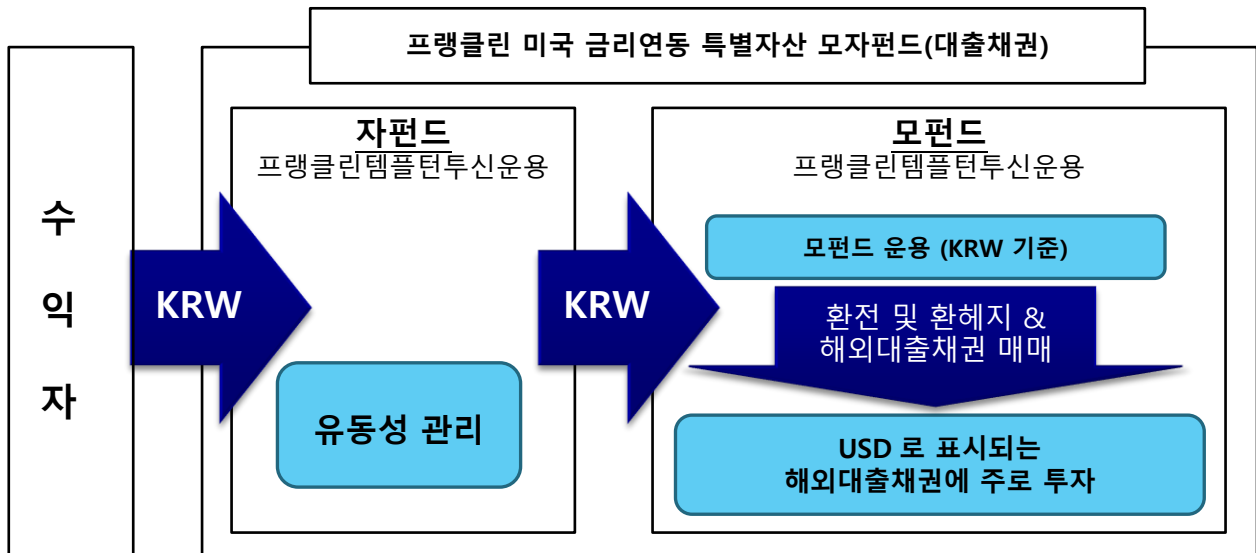 프랭클린 미국 금리연동 특별자산 모자펀드(대출채권)
수
익
자
KRW
자펀드
프랭클린템플턴투신운용
유동성 관리
KRW
모펀드
프랭클린템플턴투신운용
모펀드 운용 (KRW 기준)
환전 및 환헤지 &
해외대출채권 매매
USD 로 표시되는
해외대출채권에 주로 투자